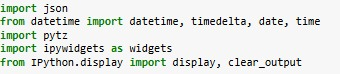 import json
from datetime import datetime, timedelta, date, time
import pytz
import ipywidgets as widgets
from IPython.display import display, clear_output